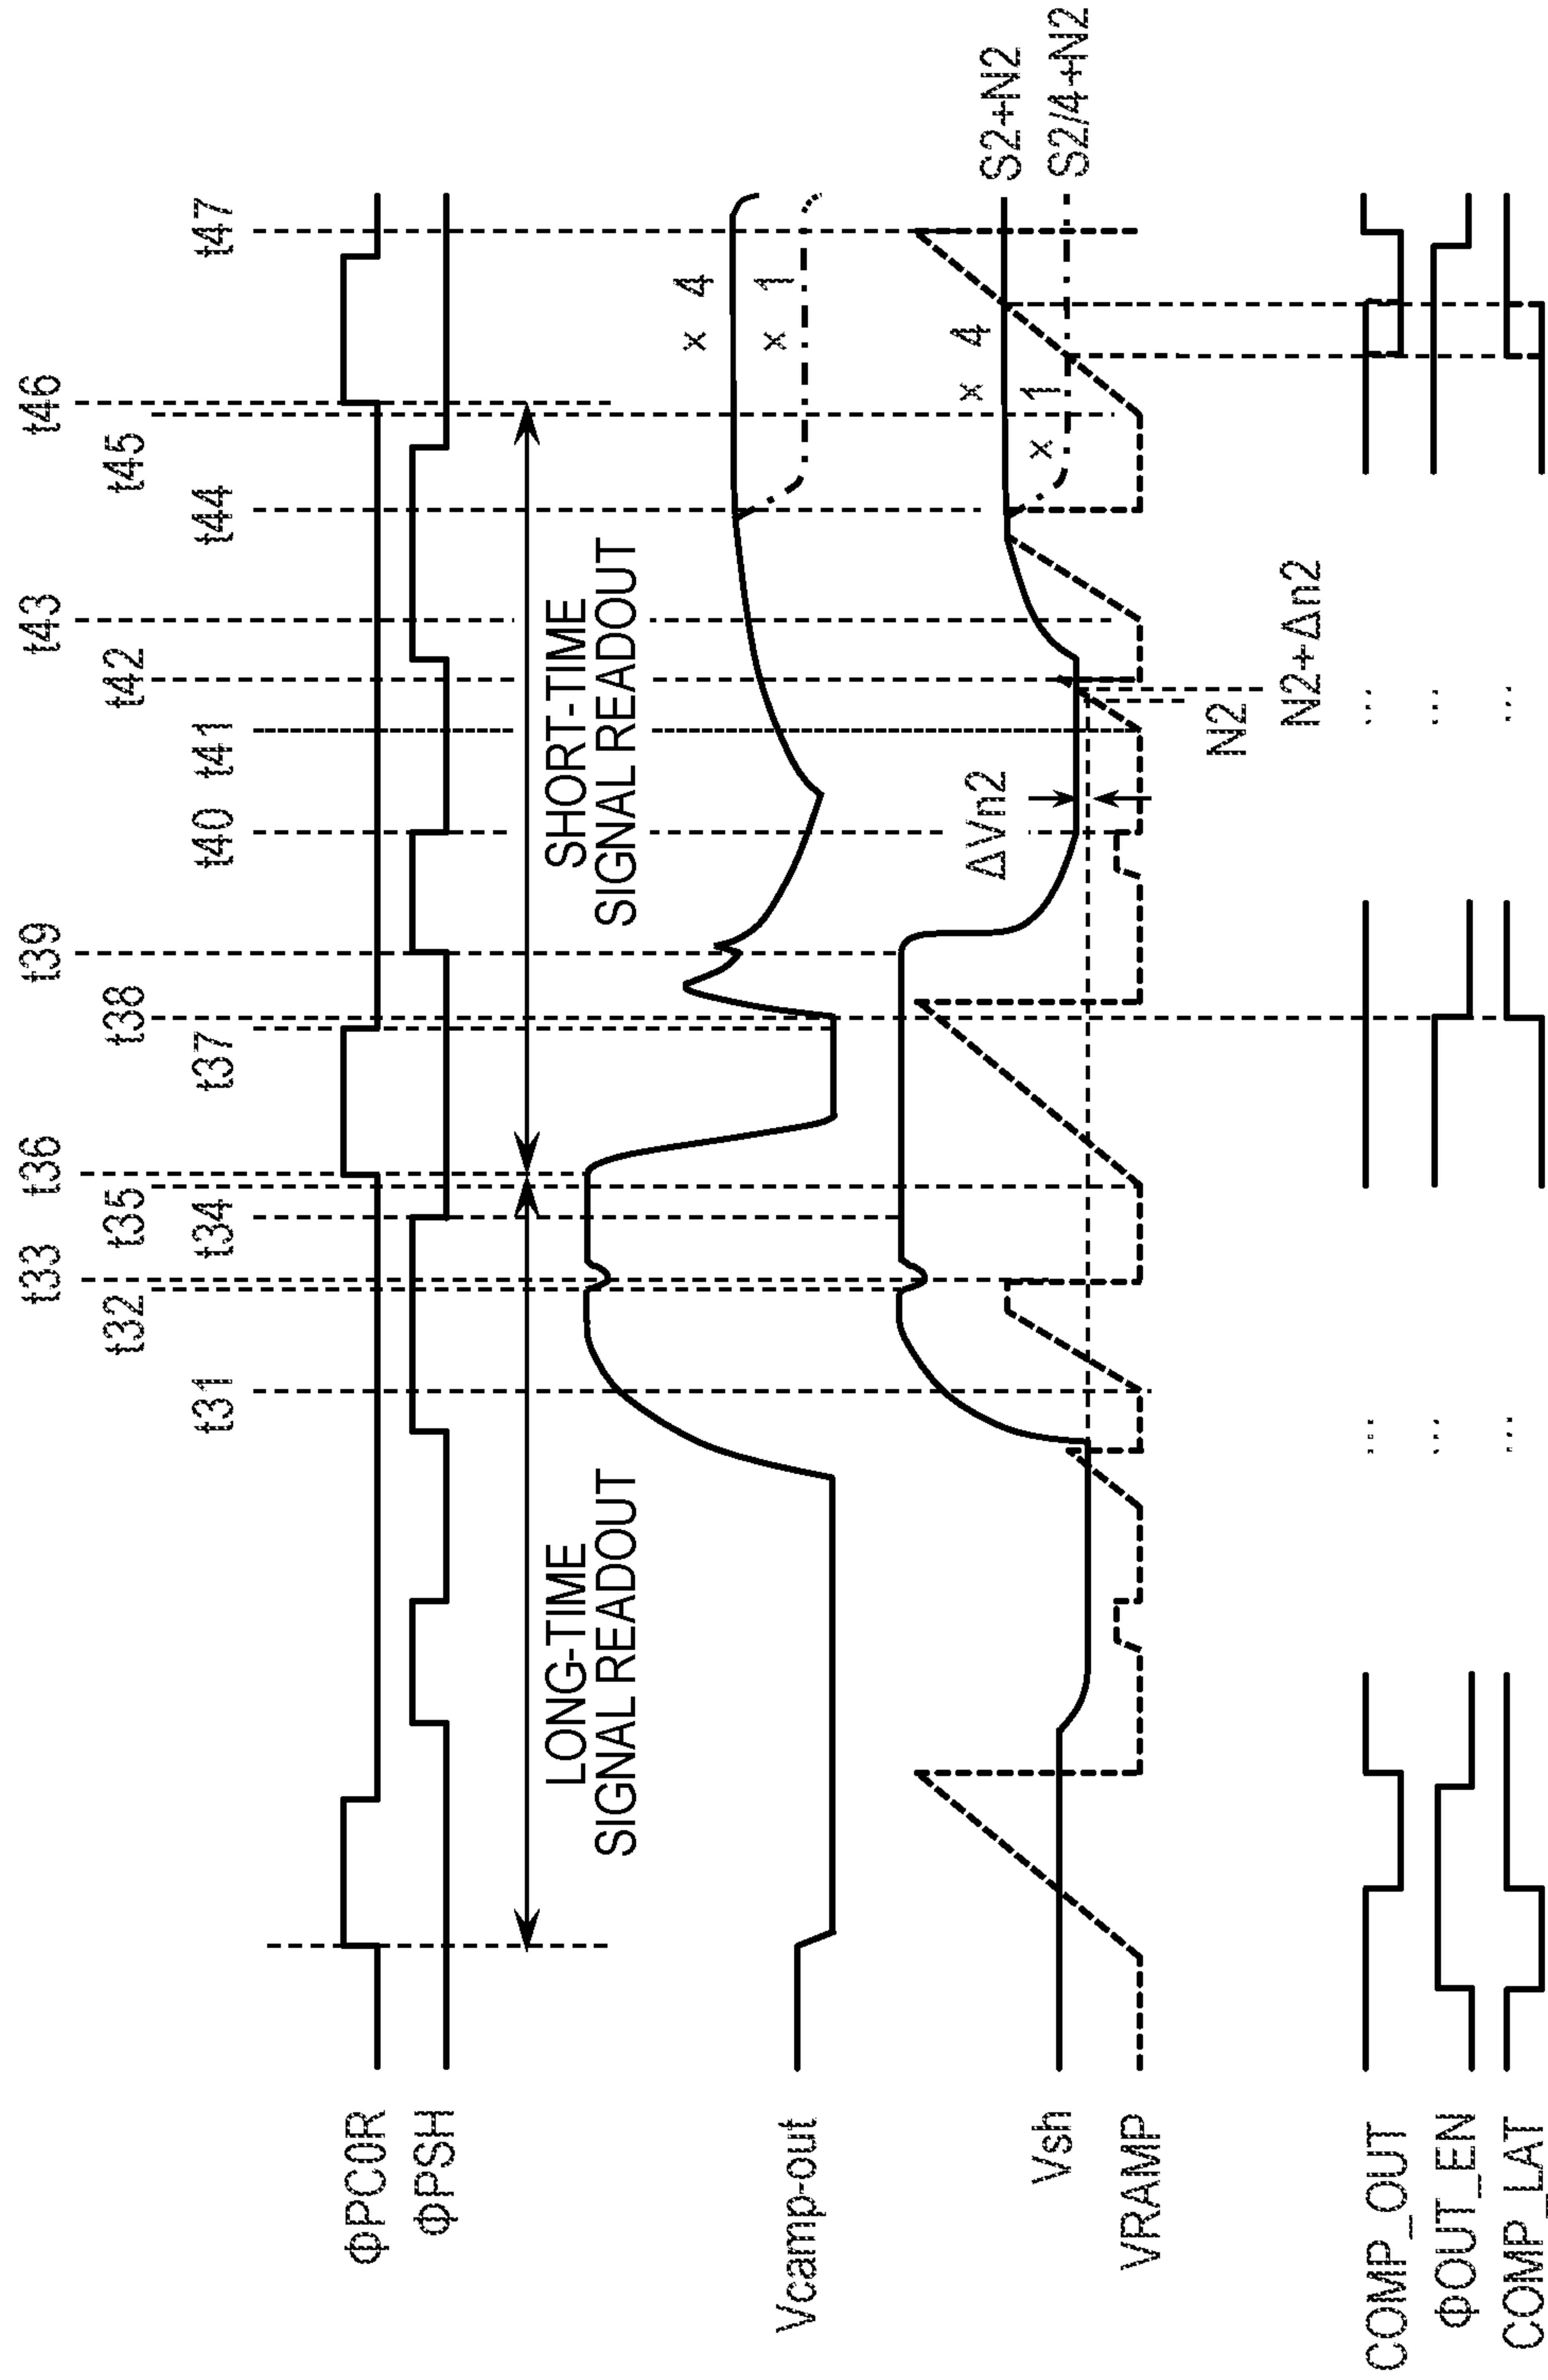 t33
t36
t39
t43
t46
t32
t35
t38
t42
t45
t31
t34
t37
t40
t41
t44
t47
ΦPC0R
ΦPSH
LONG-TIME
SIGNAL READOUT
SHORT-TIME
SIGNAL READOUT
Vcamp-out
× 4
× 1
Vsh
ΔVn2
× 4
× 1
S2+N2
S2/4+N2
VRAMP
N2
N2+Δn2
COMP_OUT
...
...
ΦOUT_EN
...
...
COMP_LAT
...
...